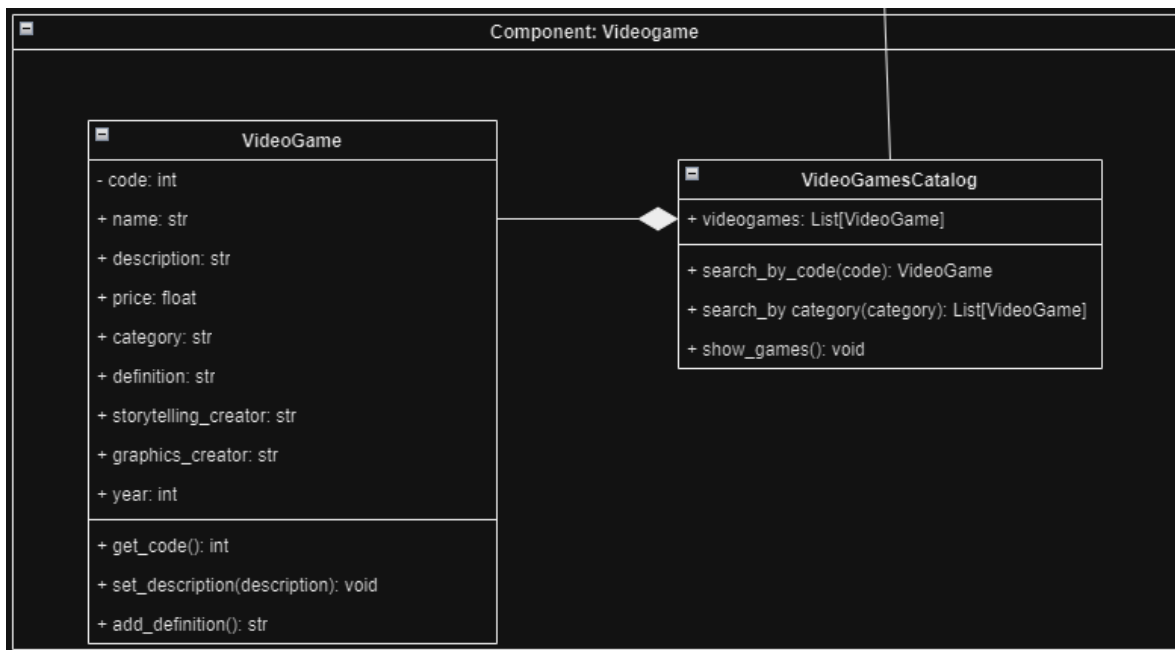 Component: Videogame
VideoGame
- code: int
+ name: str
+ description: str
+ price: float
+ category: str
+ definition: str
+ storytelling_creator: str
+ graphics_creator: str
+ year: int
+ get_code(): int
+ set_description(description): void
+ add_definition(): str
VideoGamesCatalog
+ videogames: List[VideoGame]
+ search_by_code(code): VideoGame
+ search_by category(category): List[VideoGame]
+ show_games(): void